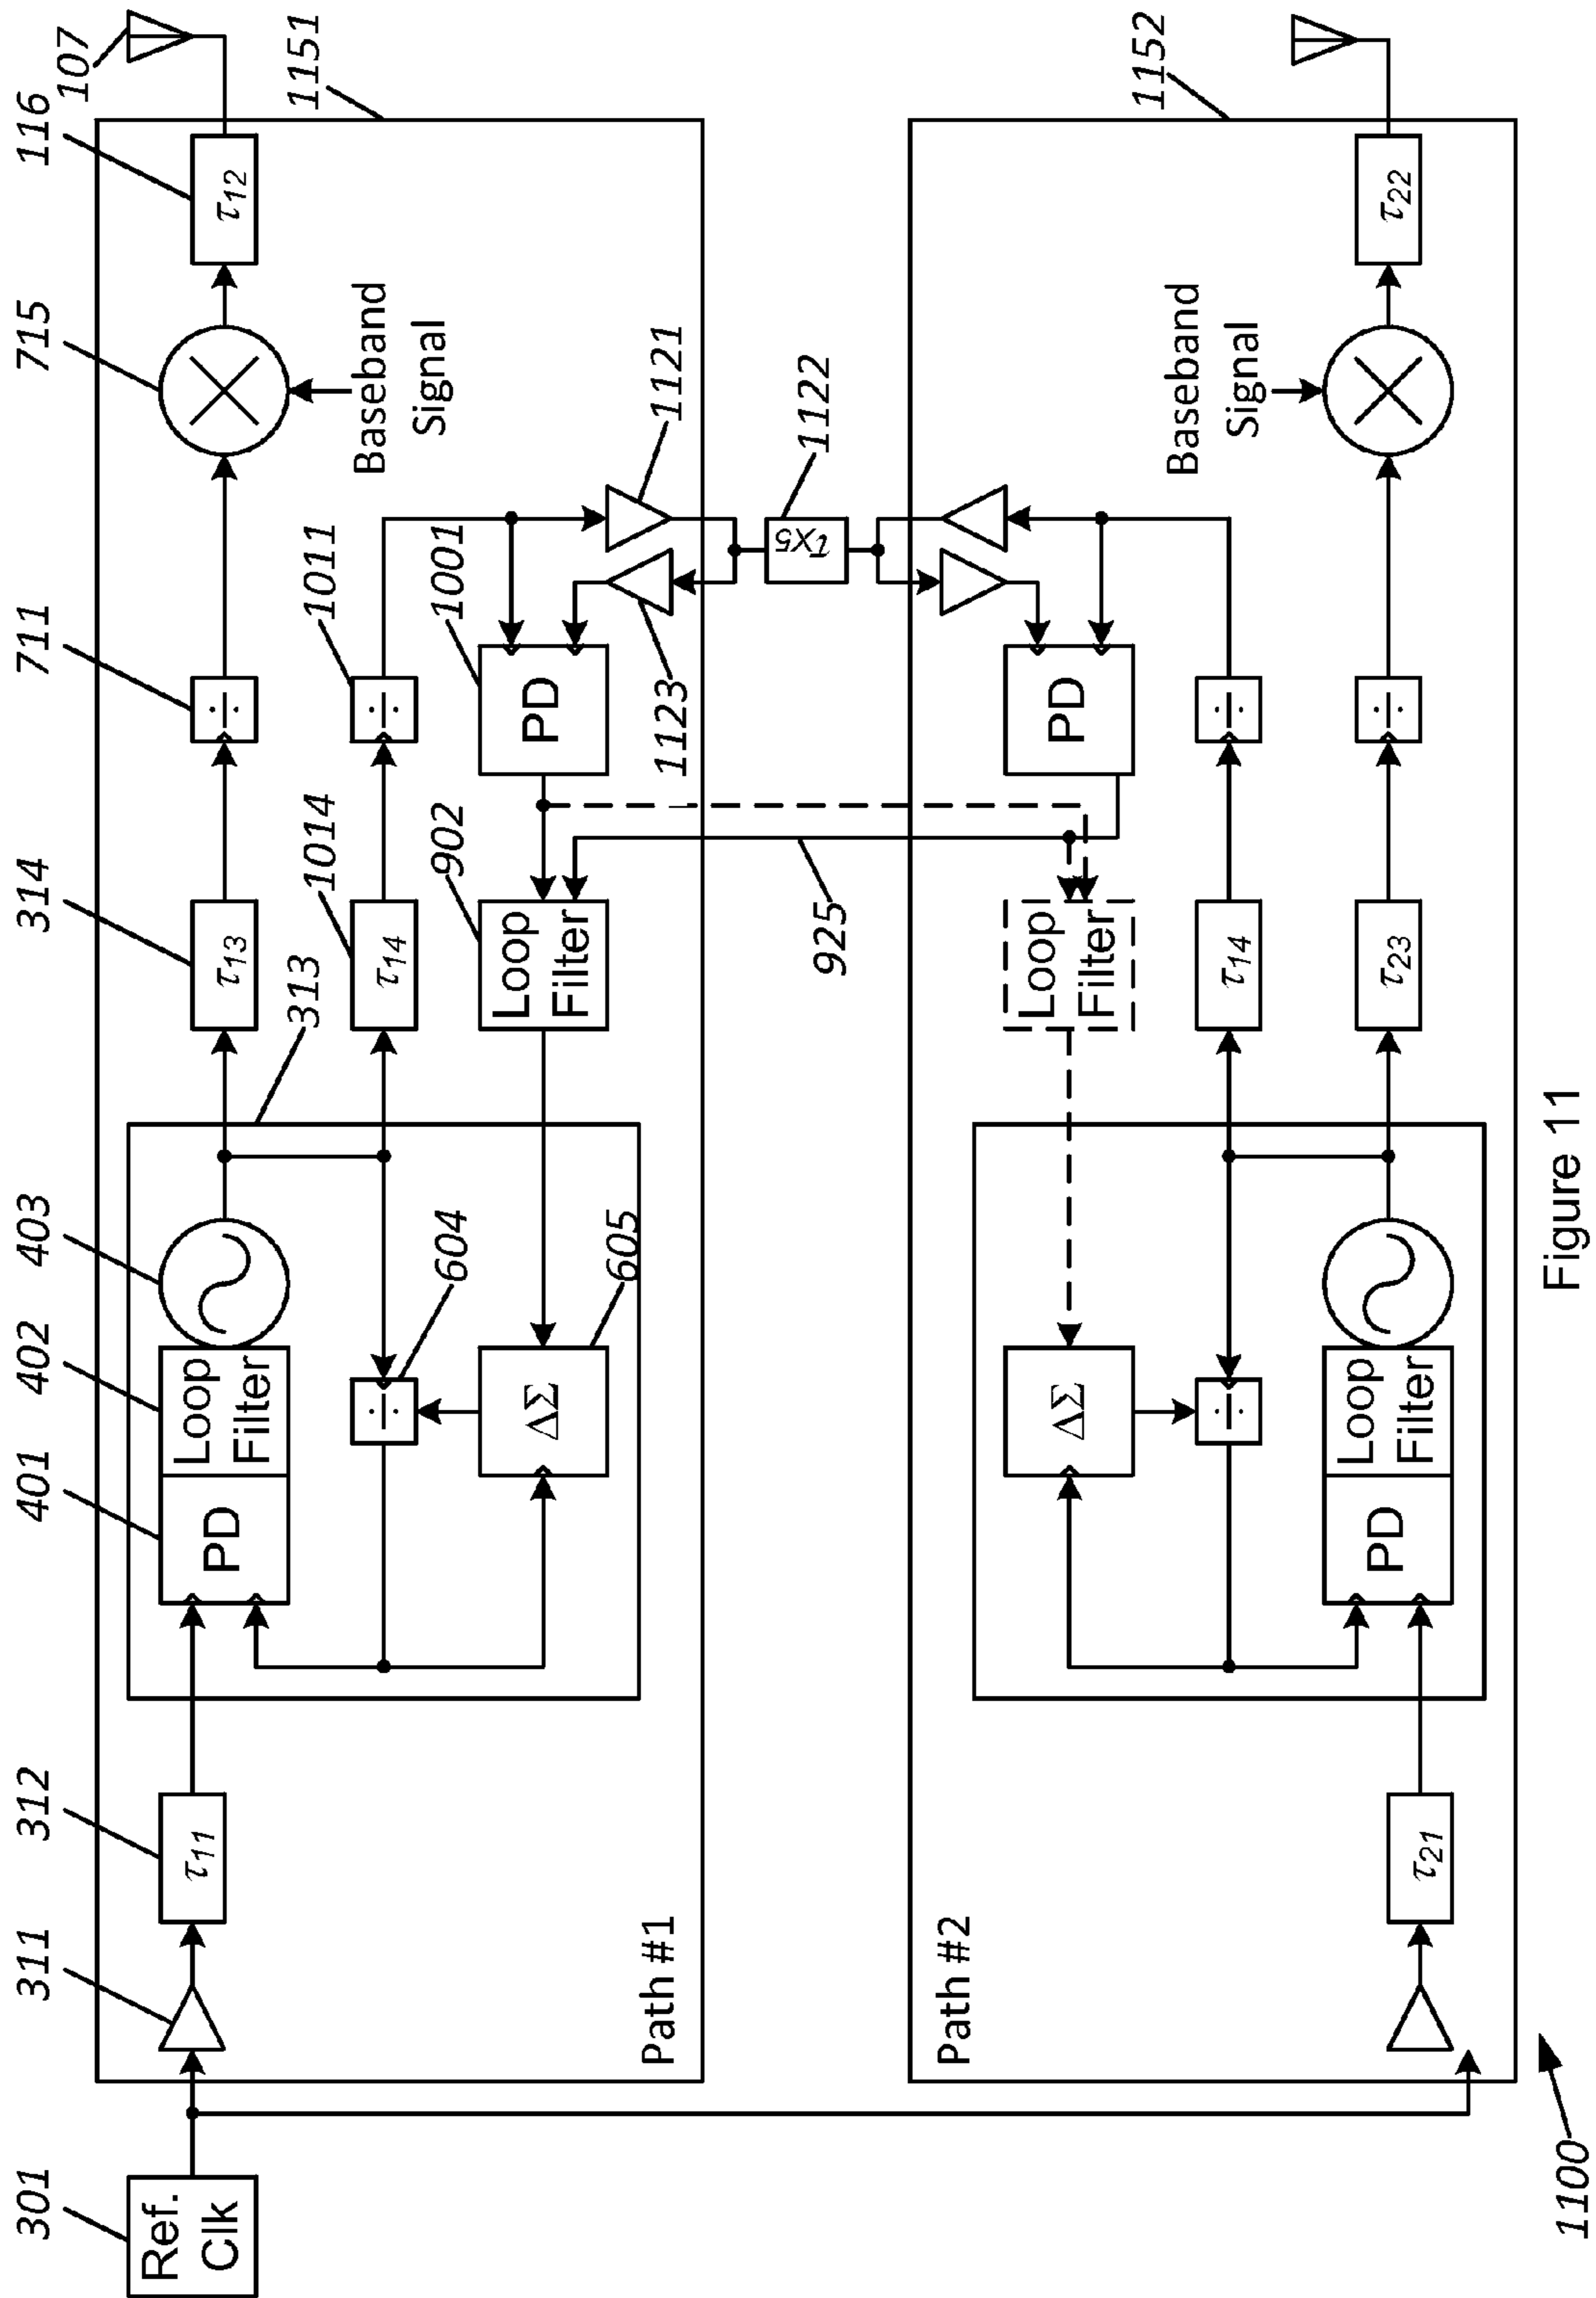 301
311
312
401
402
403
313
314
711
715
116
107
Ref.
Clk
τ11
PD
Loop
Filter
τ13
÷
τ12
1151
Baseband
Signal
604
÷
1014
τ14
1011
÷
605
ΔΣ
902
Loop
Filter
1001
PD
1123
1121
Path #1
925
1122
τX5
Path #2
1152
ΔΣ
Loop
Filter
PD
÷
τ14
÷
Baseband
Signal
τ21
PD
Loop
Filter
τ23
÷
τ22
1100
Figure 11